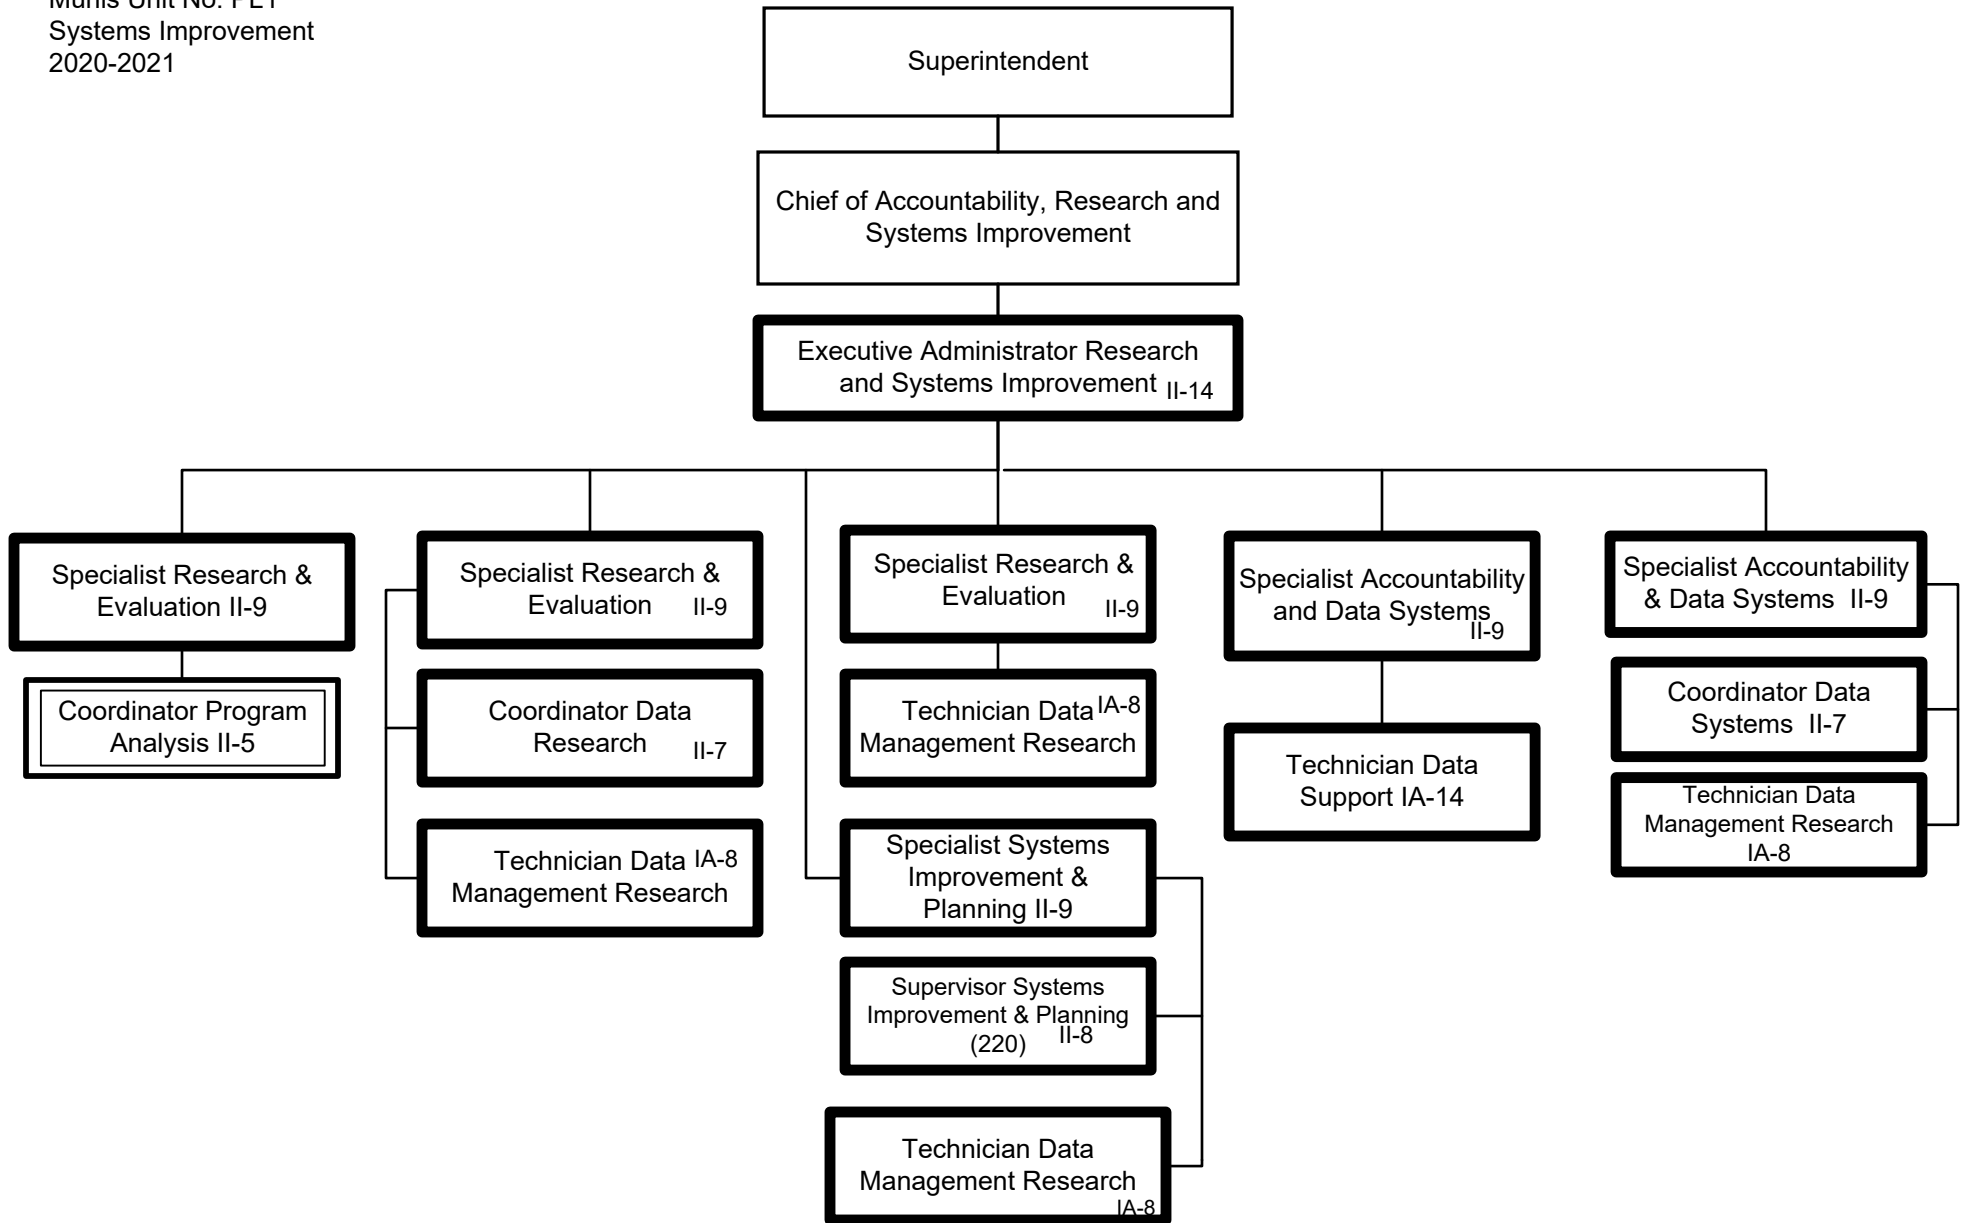 Systems Improvement
2020-2021
Superintendent
Chief of Accountability, Research and
Systems Improvement
Executive Administrator Research
and Systems Improvement II-14
Specialist Research &
Evaluation II-9
Coordinator Program
Analysis II-5
Specialist Research &
Evaluation II-9
Coordinator Data
Research II-7
Technician Data IA-8
Management Research
Specialist Research &
Evaluation II-9
Technician Data IA-8
Management Research
Specialist Systems
Improvement &
Planning II-9
Supervisor Systems
Improvement & Planning
(220) II-8
Technician Data
Management Research
IA-8
Specialist Accountability
and Data Systems
II-9
Technician Data
Support IA-14
Specialist Accountability
& Data Systems II-9
Coordinator Data
Systems II-7
Technician Data
Management Research
IA-8